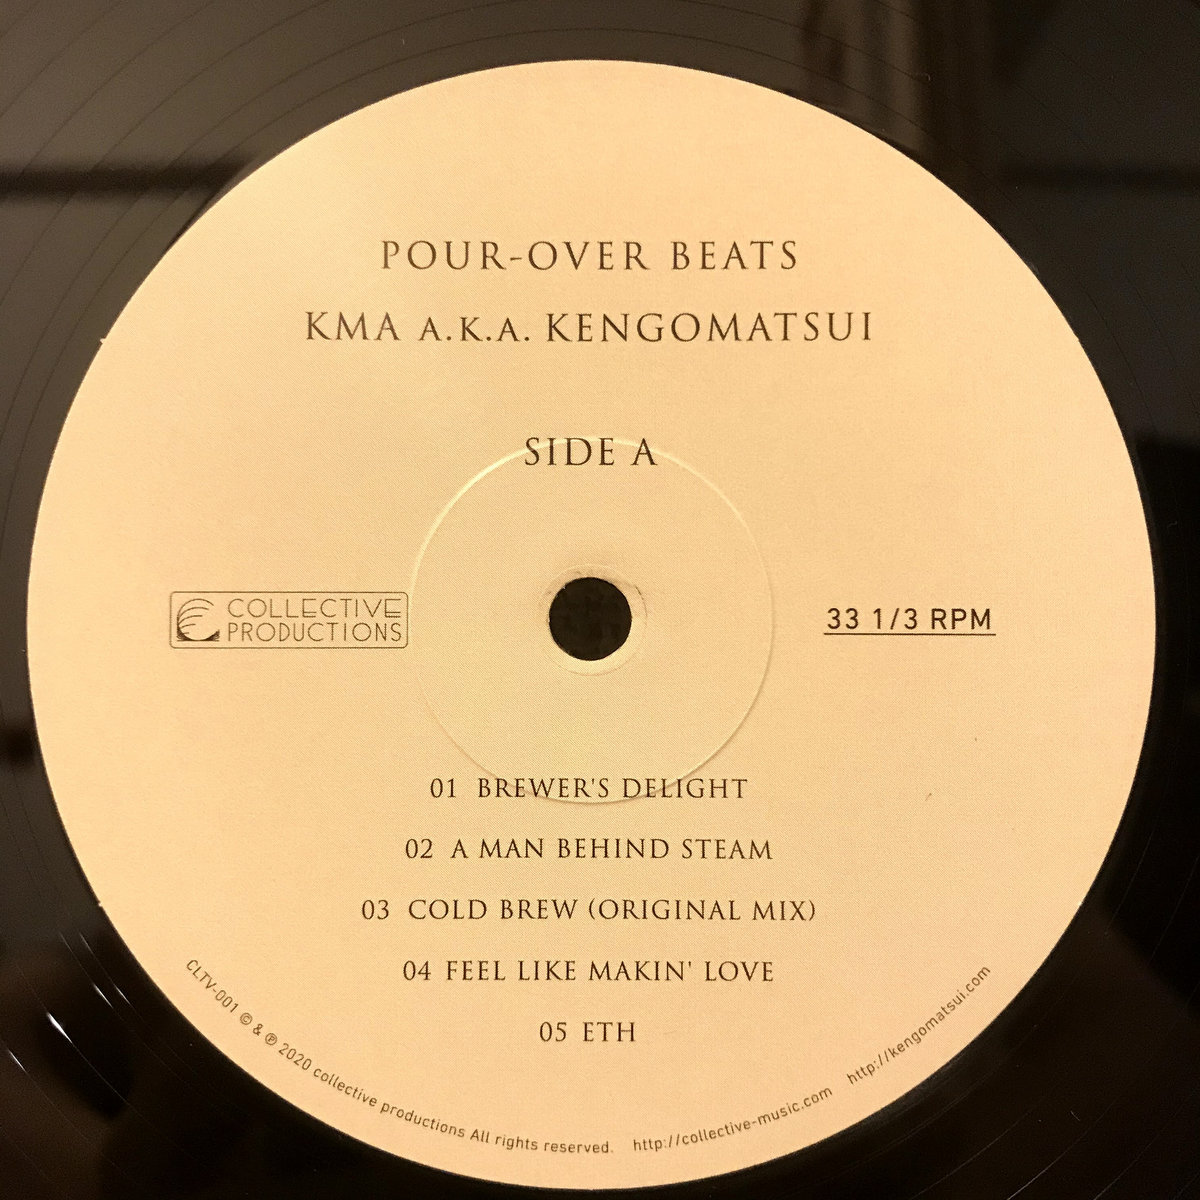 POUR-OVER BEATS
KMA A.K.A. KENGOMATSUI
SIDE A
COLLECTIVE
PRODUCTIONS
33 1/3 RPM
01 BREWER'S DELIGHT
02 A MAN BEHIND STEAM
03 COLD BREW (ORIGINAL MIX)
04 FEEL LIKE MAKIN' LOVE
05 ETH
CLTV-001 © & ℗ 2020 collective productions All rights reserved. http://collective-music.com http://kengomatsui.com